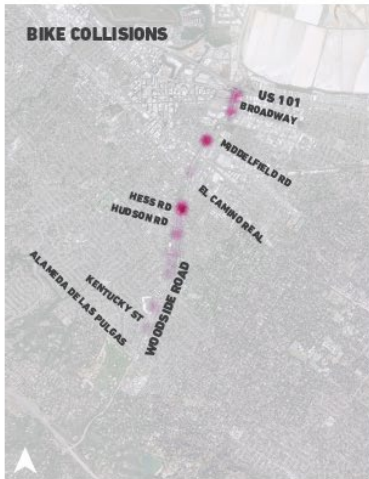 BIKE COLLISIONS
US 101
BROADWAY
MIDDELFIELD RD
EL CAMINO REAL
HESS RD
HUDSON RD
KENTUCKY ST
ALAMEDA DE LAS PULGAS
WOODSIDE ROAD